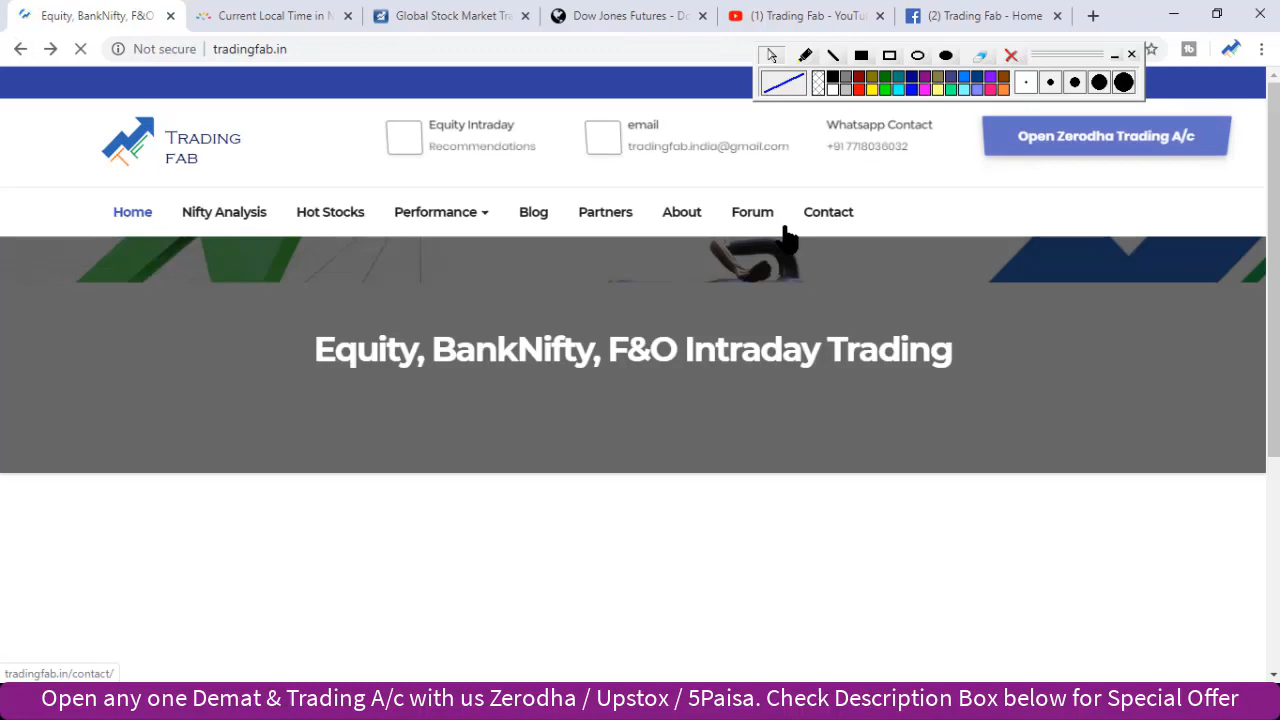 Equity, BankNifty, F&O
Current Local Time in N
Global Stock Market Tra
Dow Jones Futures - Do
(1) Trading Fab - YouTu
(2) Trading Fab - Home
Not secure | tradingfab.in
TRADING
FAB
Equity Intraday
Recommendations
email
tradingfab.india@gmail.com
Whatsapp Contact
+91 7718036032
Open Zerodha Trading A/c
Home
Nifty Analysis
Hot Stocks
Performance
Blog
Partners
About
Forum
Contact
Equity, BankNifty, F&O Intraday Trading
tradingfab.in/contact/
Open any one Demat & Trading A/c with us Zerodha / Upstox / 5Paisa. Check Description Box below for Special Offer